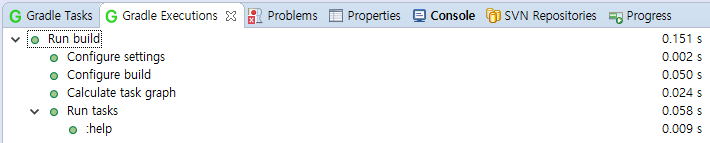 Gradle Tasks Gradle Executions Problems Properties Console SVN Repositories Progress
Run build 0.151 s
Configure settings 0.002 s
Configure build 0.050 s
Calculate task graph 0.024 s
Run tasks 0.058 s
:help 0.009 s